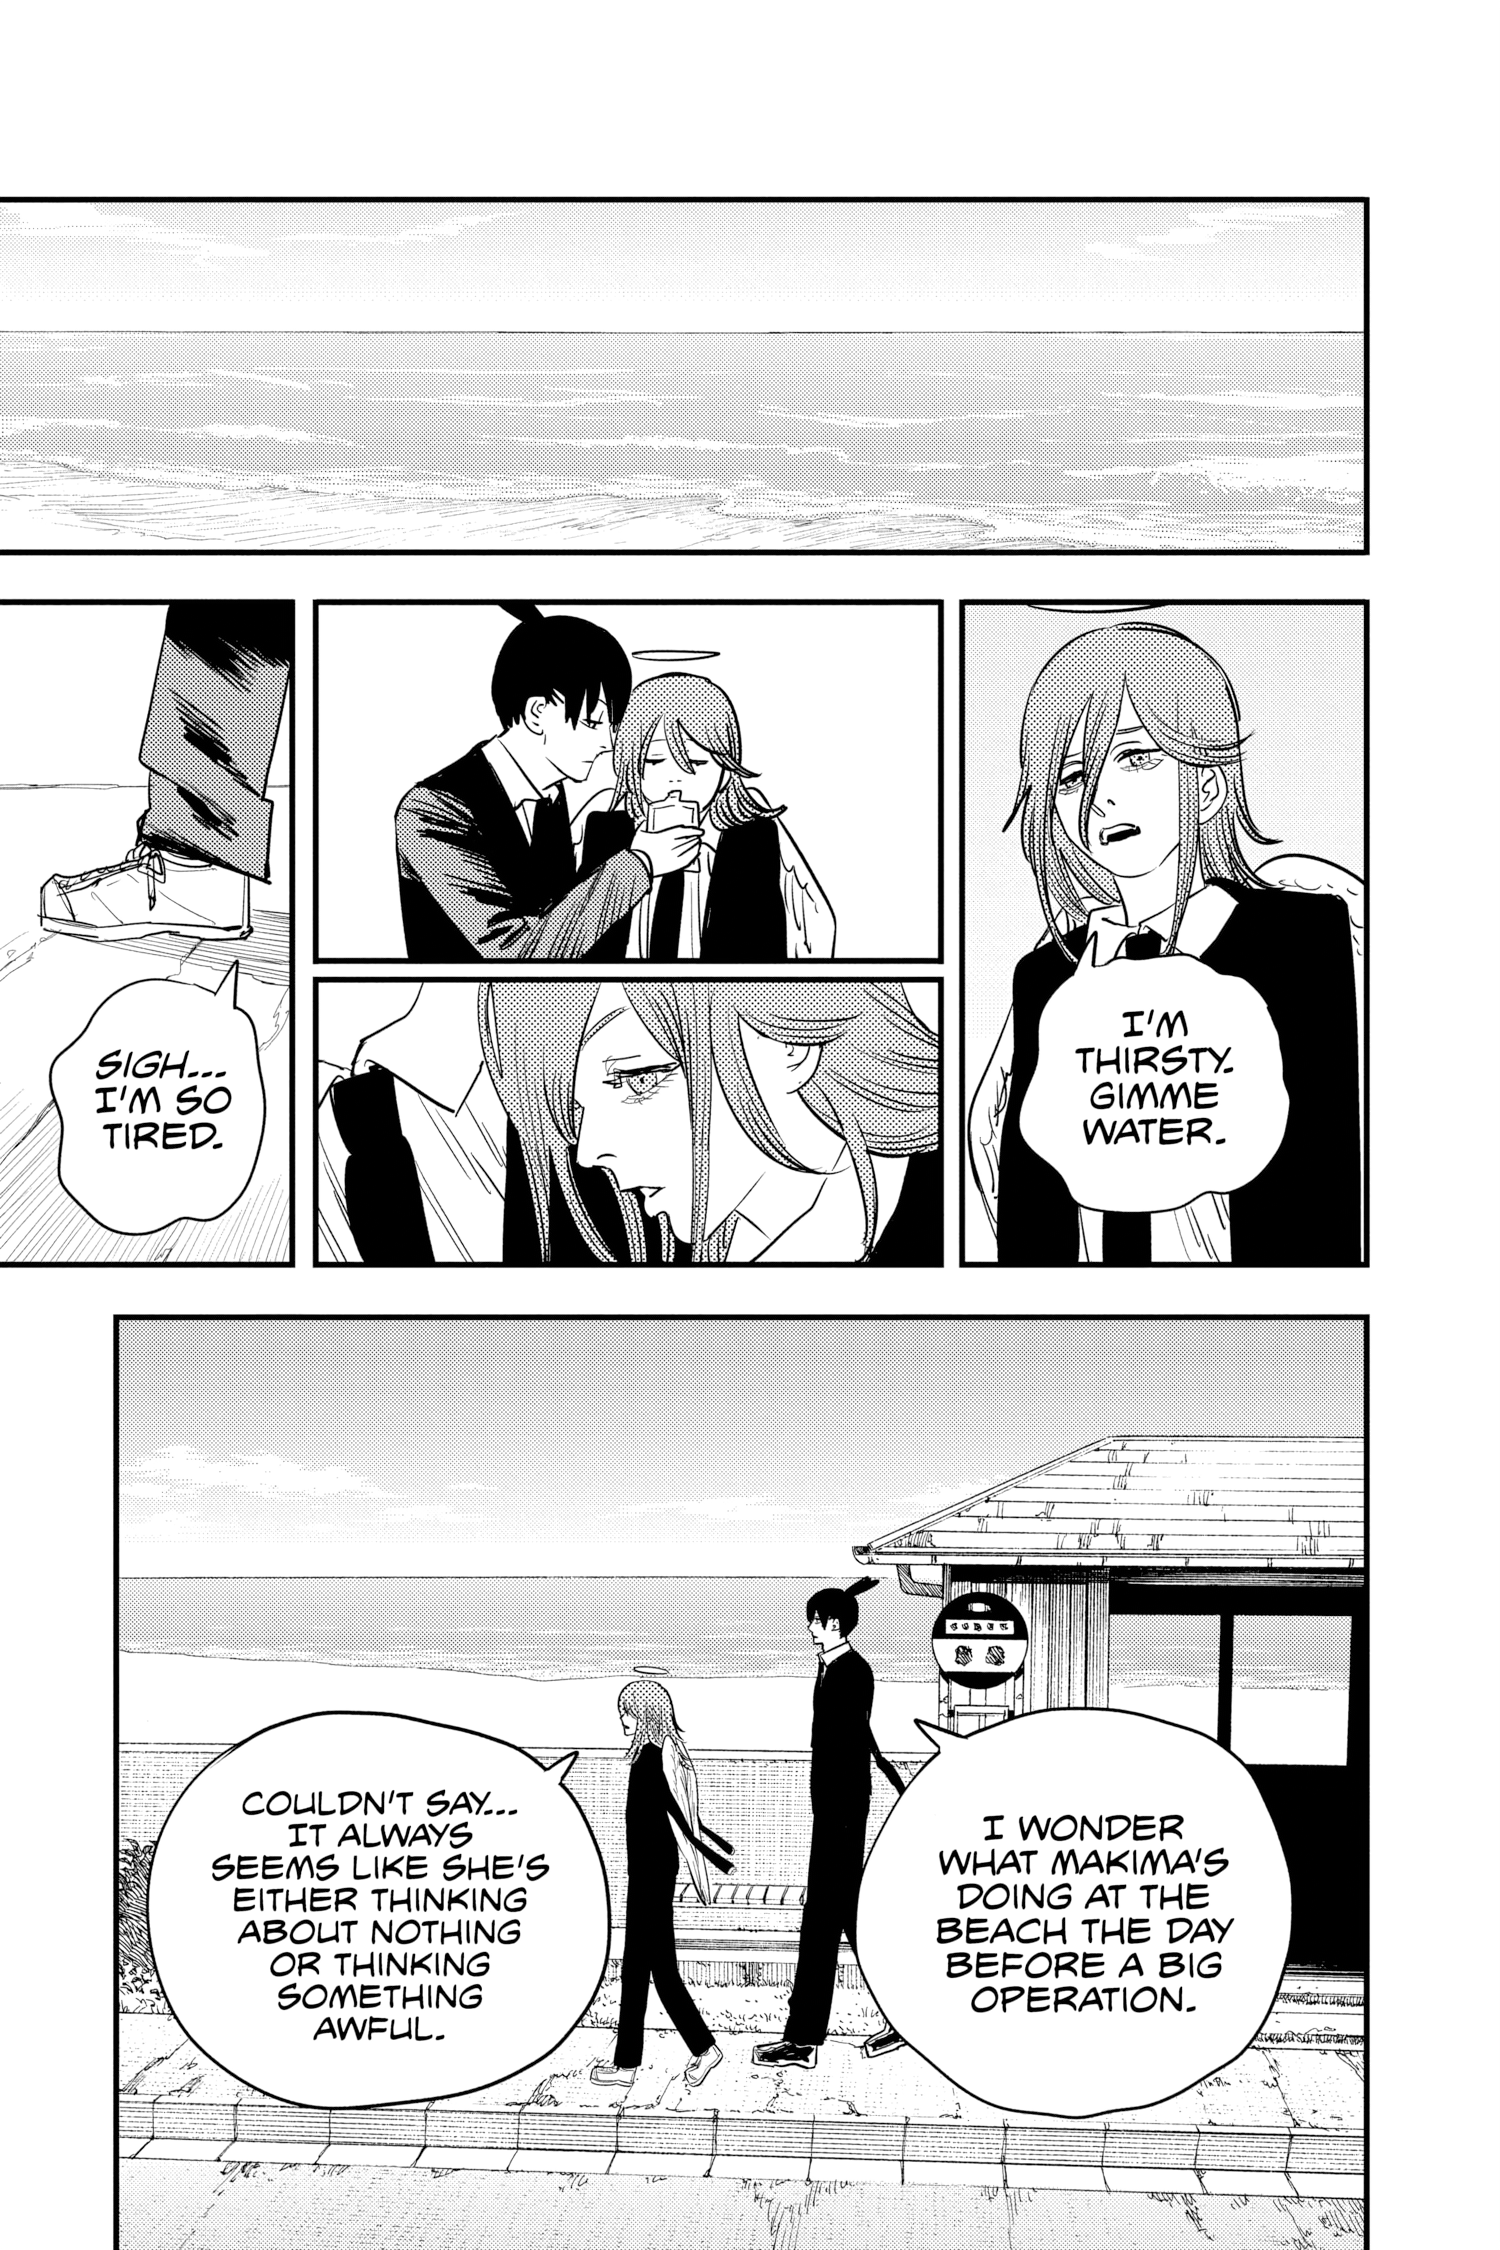 I'M
THIRSTY.
GIMME
WATER.
SIGH...
I'M SO
TIRED.
I WONDER
WHAT MAKIMA'S
DOING AT THE
BEACH THE DAY
BEFORE A BIG
OPERATION.
COULDN'T SAY...
IT ALWAYS
SEEMS LIKE SHE'S
EITHER THINKING
ABOUT NOTHING
OR THINKING
SOMETHING
AWFUL.